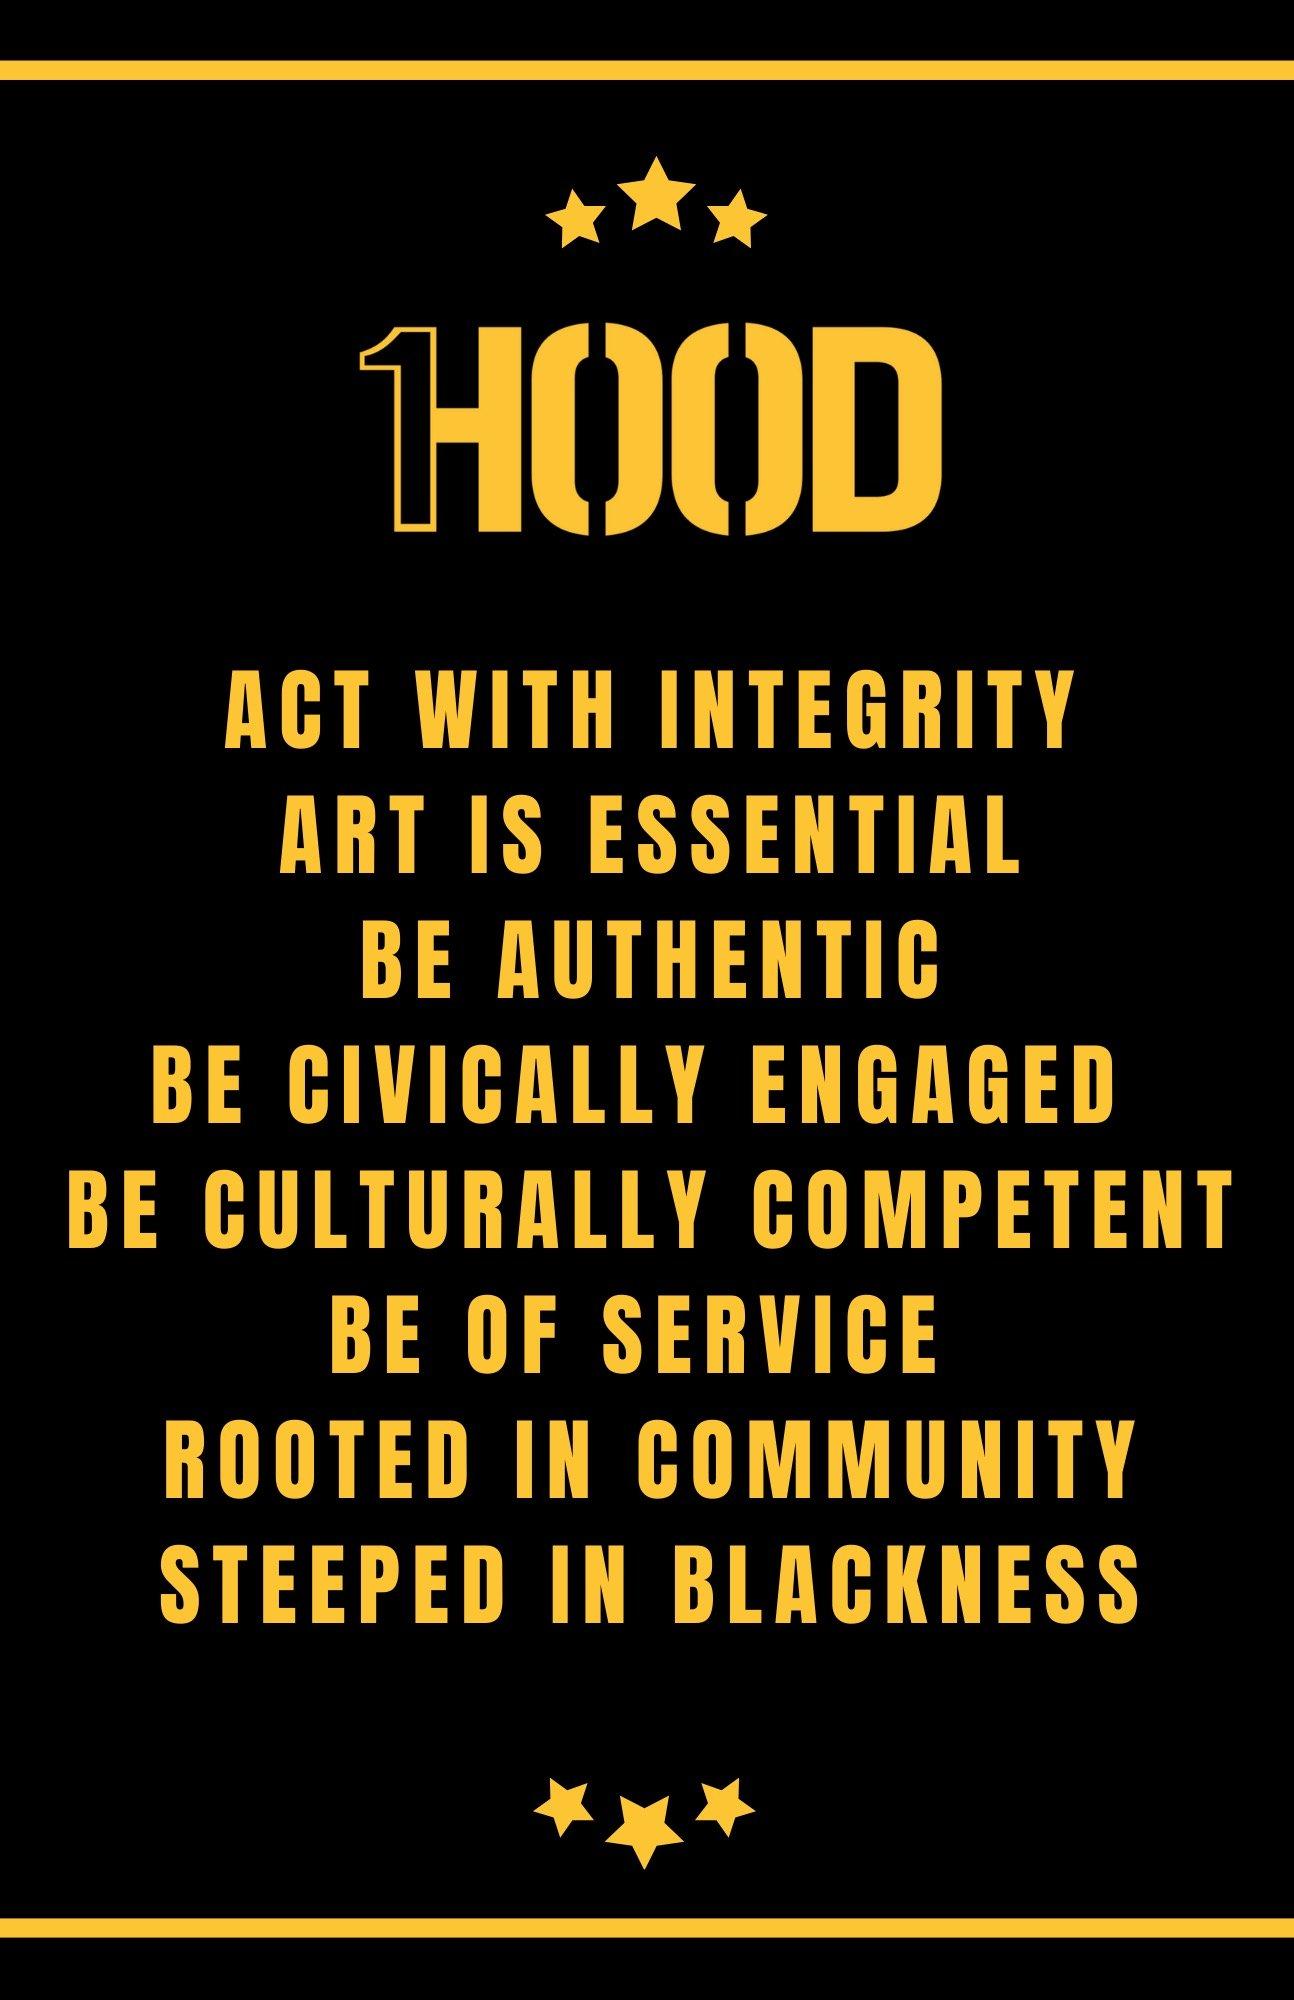 1HOOD
ACT WITH INTEGRITY
ART IS ESSENTIAL
BE AUTHENTIC
BE CIVICALLY ENGAGED
BE CULTURALLY COMPETENT
BE OF SERVICE
ROOTED IN COMMUNITY
STEEPED IN BLACKNESS